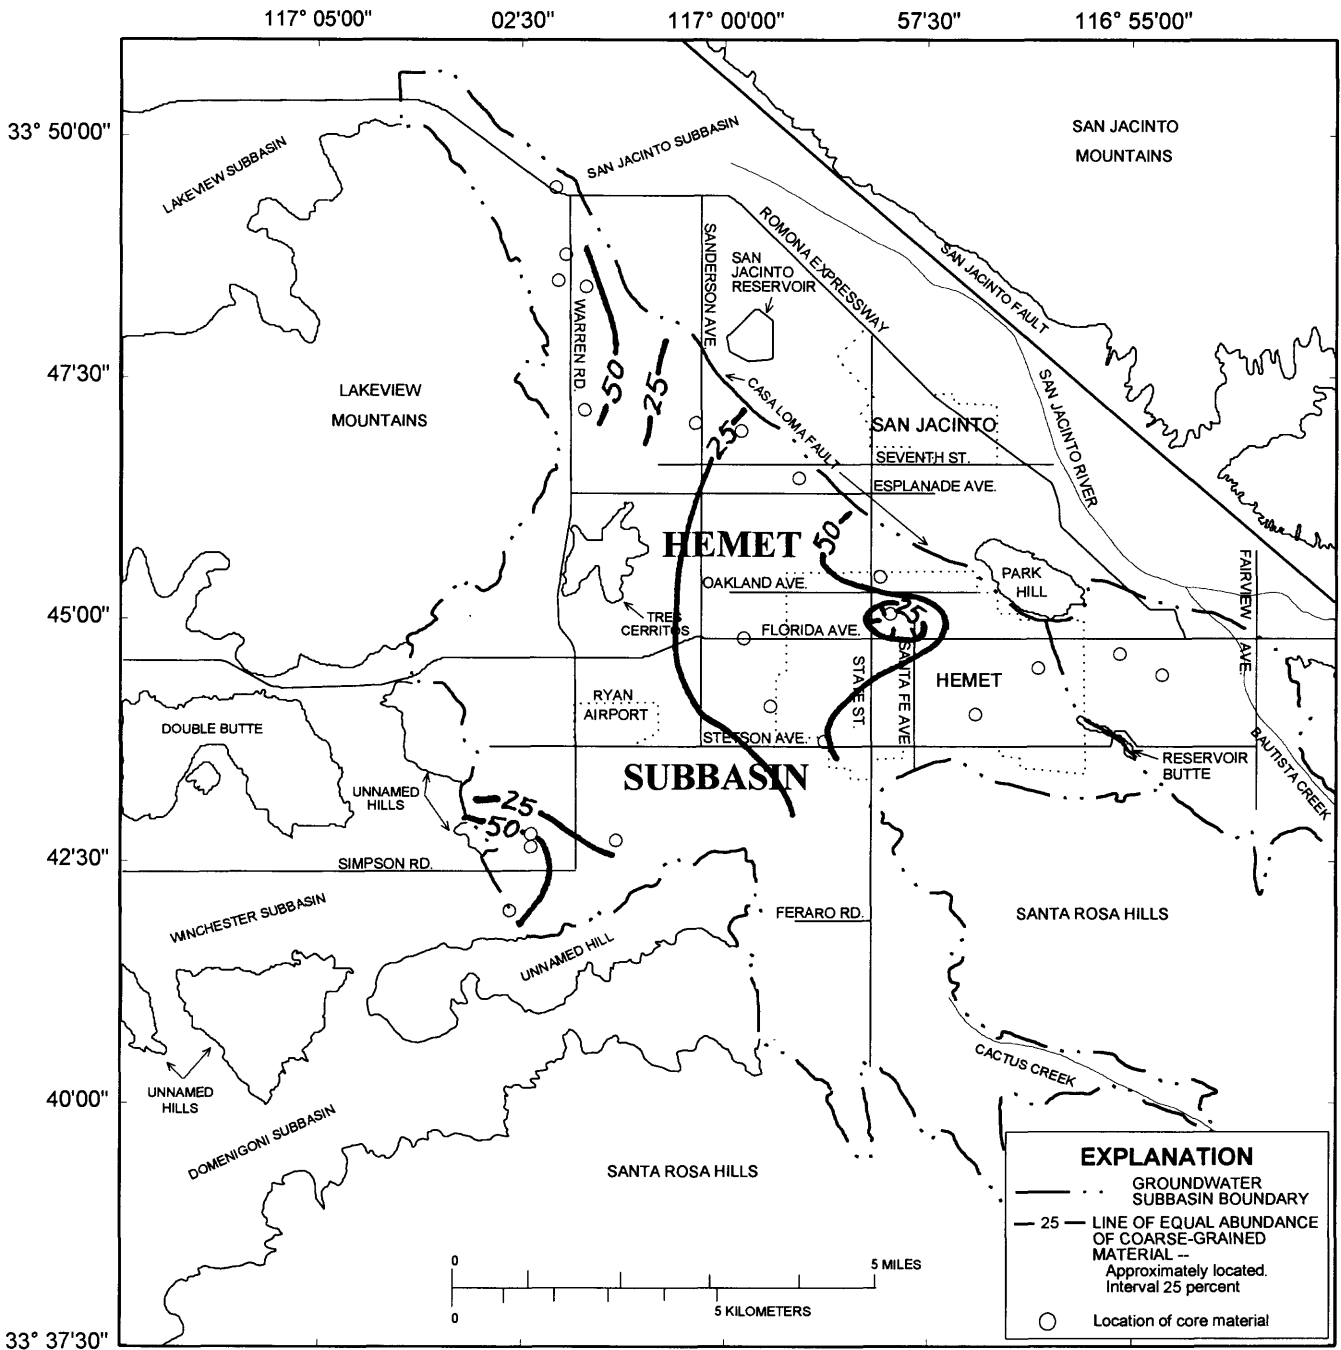 117° 05'00"
02'30"
117° 00'00"
57'30"
116° 55'00"
33° 50'00"
47'30"
45'00"
42'30"
40'00"
33° 37'30"
SAN JACINTO
MOUNTAINS
LAKEVIEW SUBBASIN
SAN JACINTO SUBBASIN
ROMONA EXPRESSWAY
SANDERSON AVE.
SAN
JACINTO
RESERVOIR
SAN JACINTO FAULT
WARREN RD.
LAKEVIEW
MOUNTAINS
50
25
25
CASA LOMA FAULT
SAN JACINTO
SAN JACINTO RIVER
SEVENTH ST.
ESPLANADE AVE.
HEMET
50
OAKLAND AVE.
PARK
HILL
FAIRVIEW
AVE.
TRES
CERRITOS
FLORIDA AVE.
25
STATE ST.
SANTA FE AVE.
HEMET
RYAN
AIRPORT
DOUBLE BUTTE
STETSON AVE.
SUBBASIN
RESERVOIR
BUTTE
BAUTISTA CREEK
UNNAMED
HILLS
25
50
SIMPSON RD.
WINCHESTER SUBBASIN
FERARO RD.
SANTA ROSA HILLS
UNNAMED HILL
UNNAMED
HILLS
CACTUS CREEK
DOMENIGONI SUBBASIN
SANTA ROSA HILLS
EXPLANATION
GROUNDWATER
SUBBASIN BOUNDARY
25
LINE OF EQUAL ABUNDANCE
OF COARSE-GRAINED
MATERIAL --
Approximately located.
Interval 25 percent
Location of core material
0
5 MILES
0
5 KILOMETERS